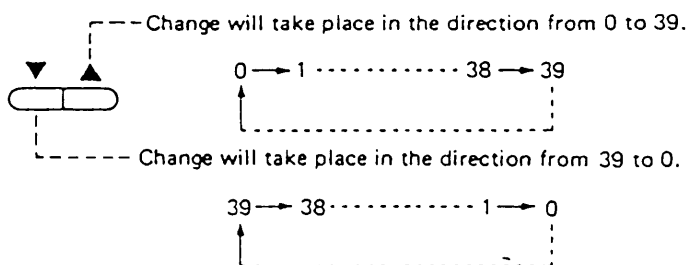 Change will take place in the direction from 0 to 39.
0 → 1 ············ 38 → 39
Change will take place in the direction from 39 to 0.
39 → 38 ············ 1 → 0